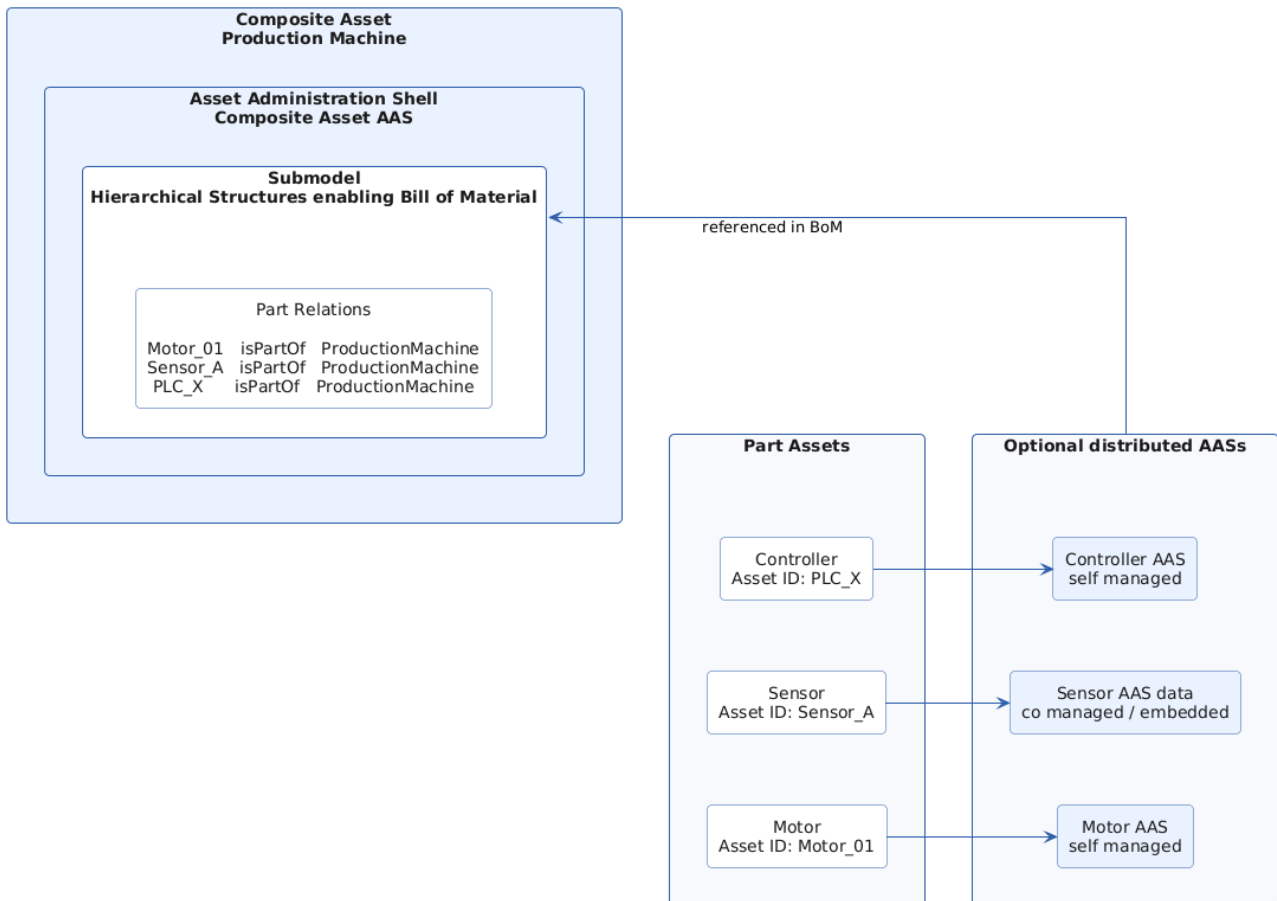 Composite Asset
Production Machine
Asset Administration Shell
Composite Asset AAS
Submodel
Hierarchical Structures enabling Bill of Material
referenced in BoM
Part Relations
Motor_01 isPartOf ProductionMachine
Sensor_A isPartOf ProductionMachine
PLC_X isPartOf ProductionMachine
Part Assets
Controller
Asset ID: PLC_X
Sensor
Asset ID: Sensor_A
Motor
Asset ID: Motor_01
Optional distributed AASs
Controller AAS
self managed
Sensor AAS data
co managed / embedded
Motor AAS
self managed